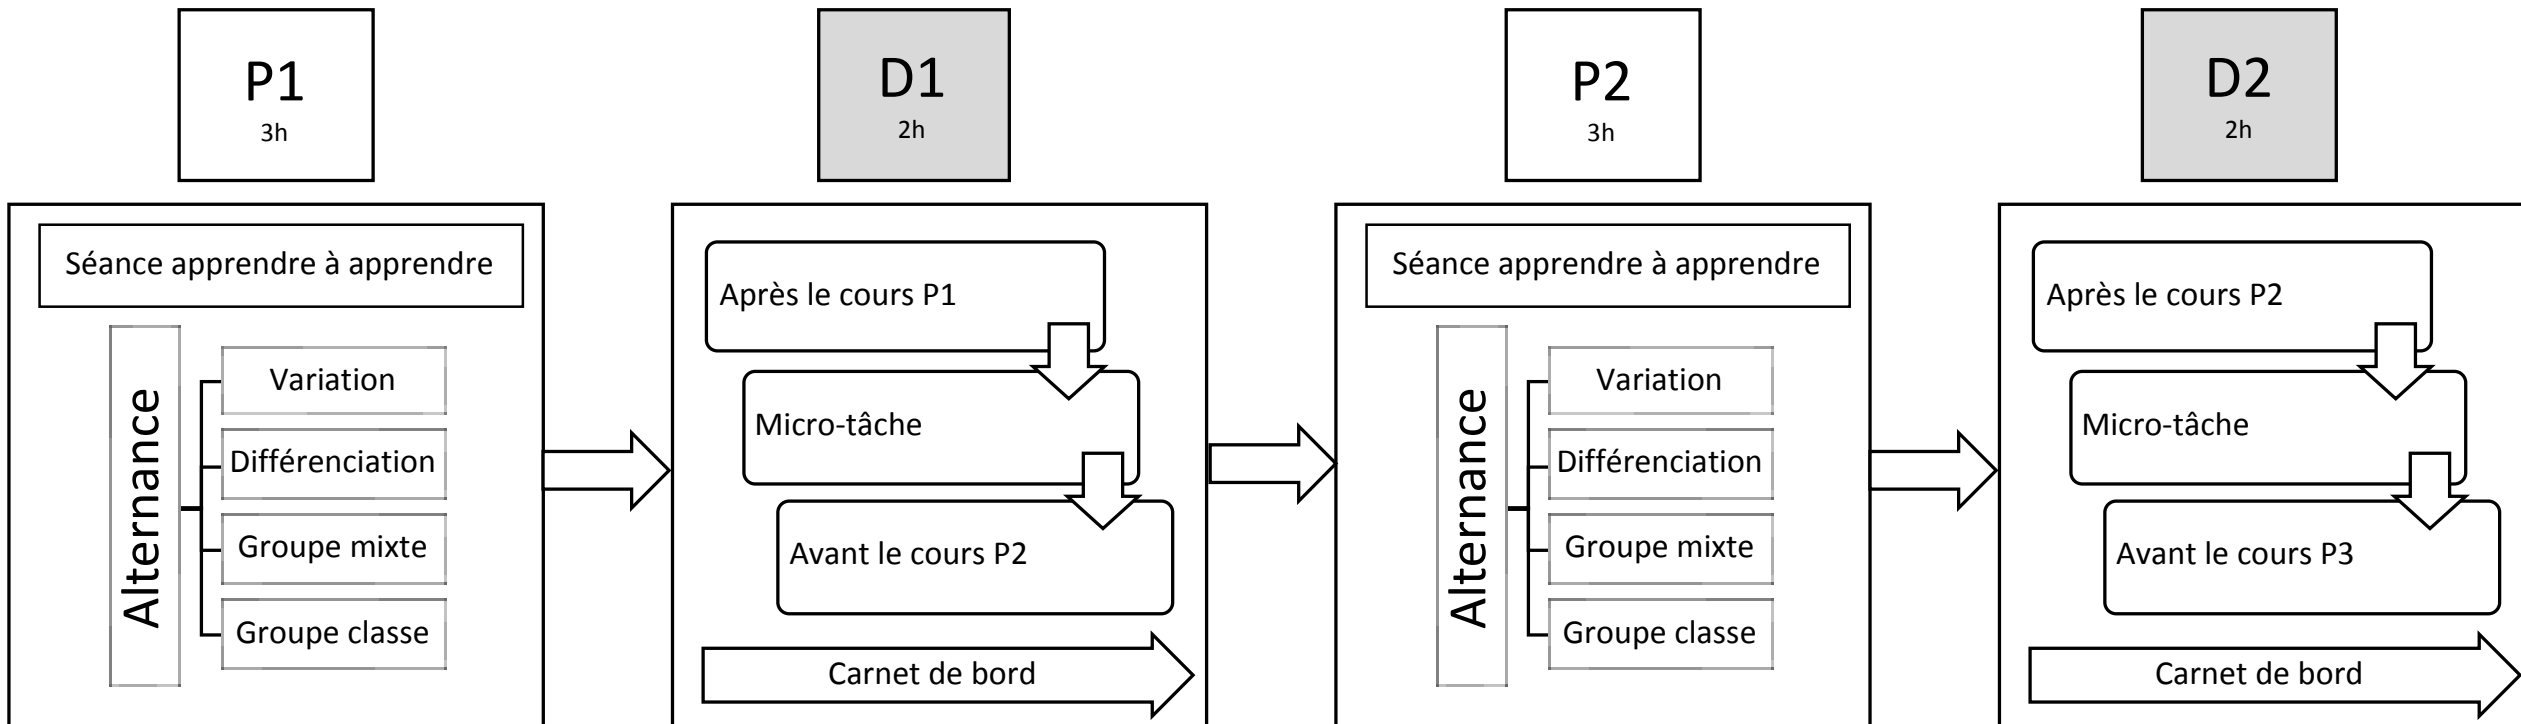 P1
3h
Séance apprendre à apprendre
Alternance
Variation
Différenciation
Groupe mixte
Groupe classe
D1
2h
Après le cours P1
Micro-tâche
Avant le cours P2
Carnet de bord
P2
3h
Séance apprendre à apprendre
Alternance
Variation
Différenciation
Groupe mixte
Groupe classe
D2
2h
Après le cours P2
Micro-tâche
Avant le cours P3
Carnet de bord